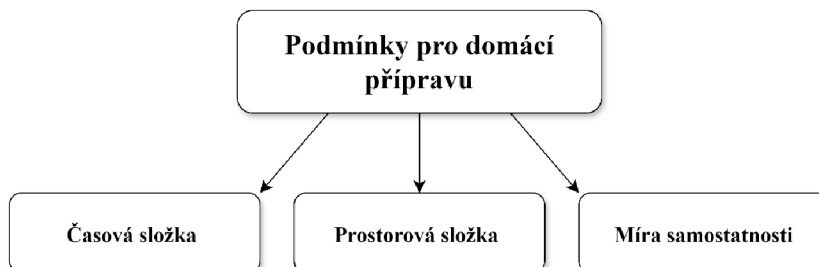 Podmínky pro domácí
přípravu
Časová složka
Prostorová složka
Míra samostatnosti